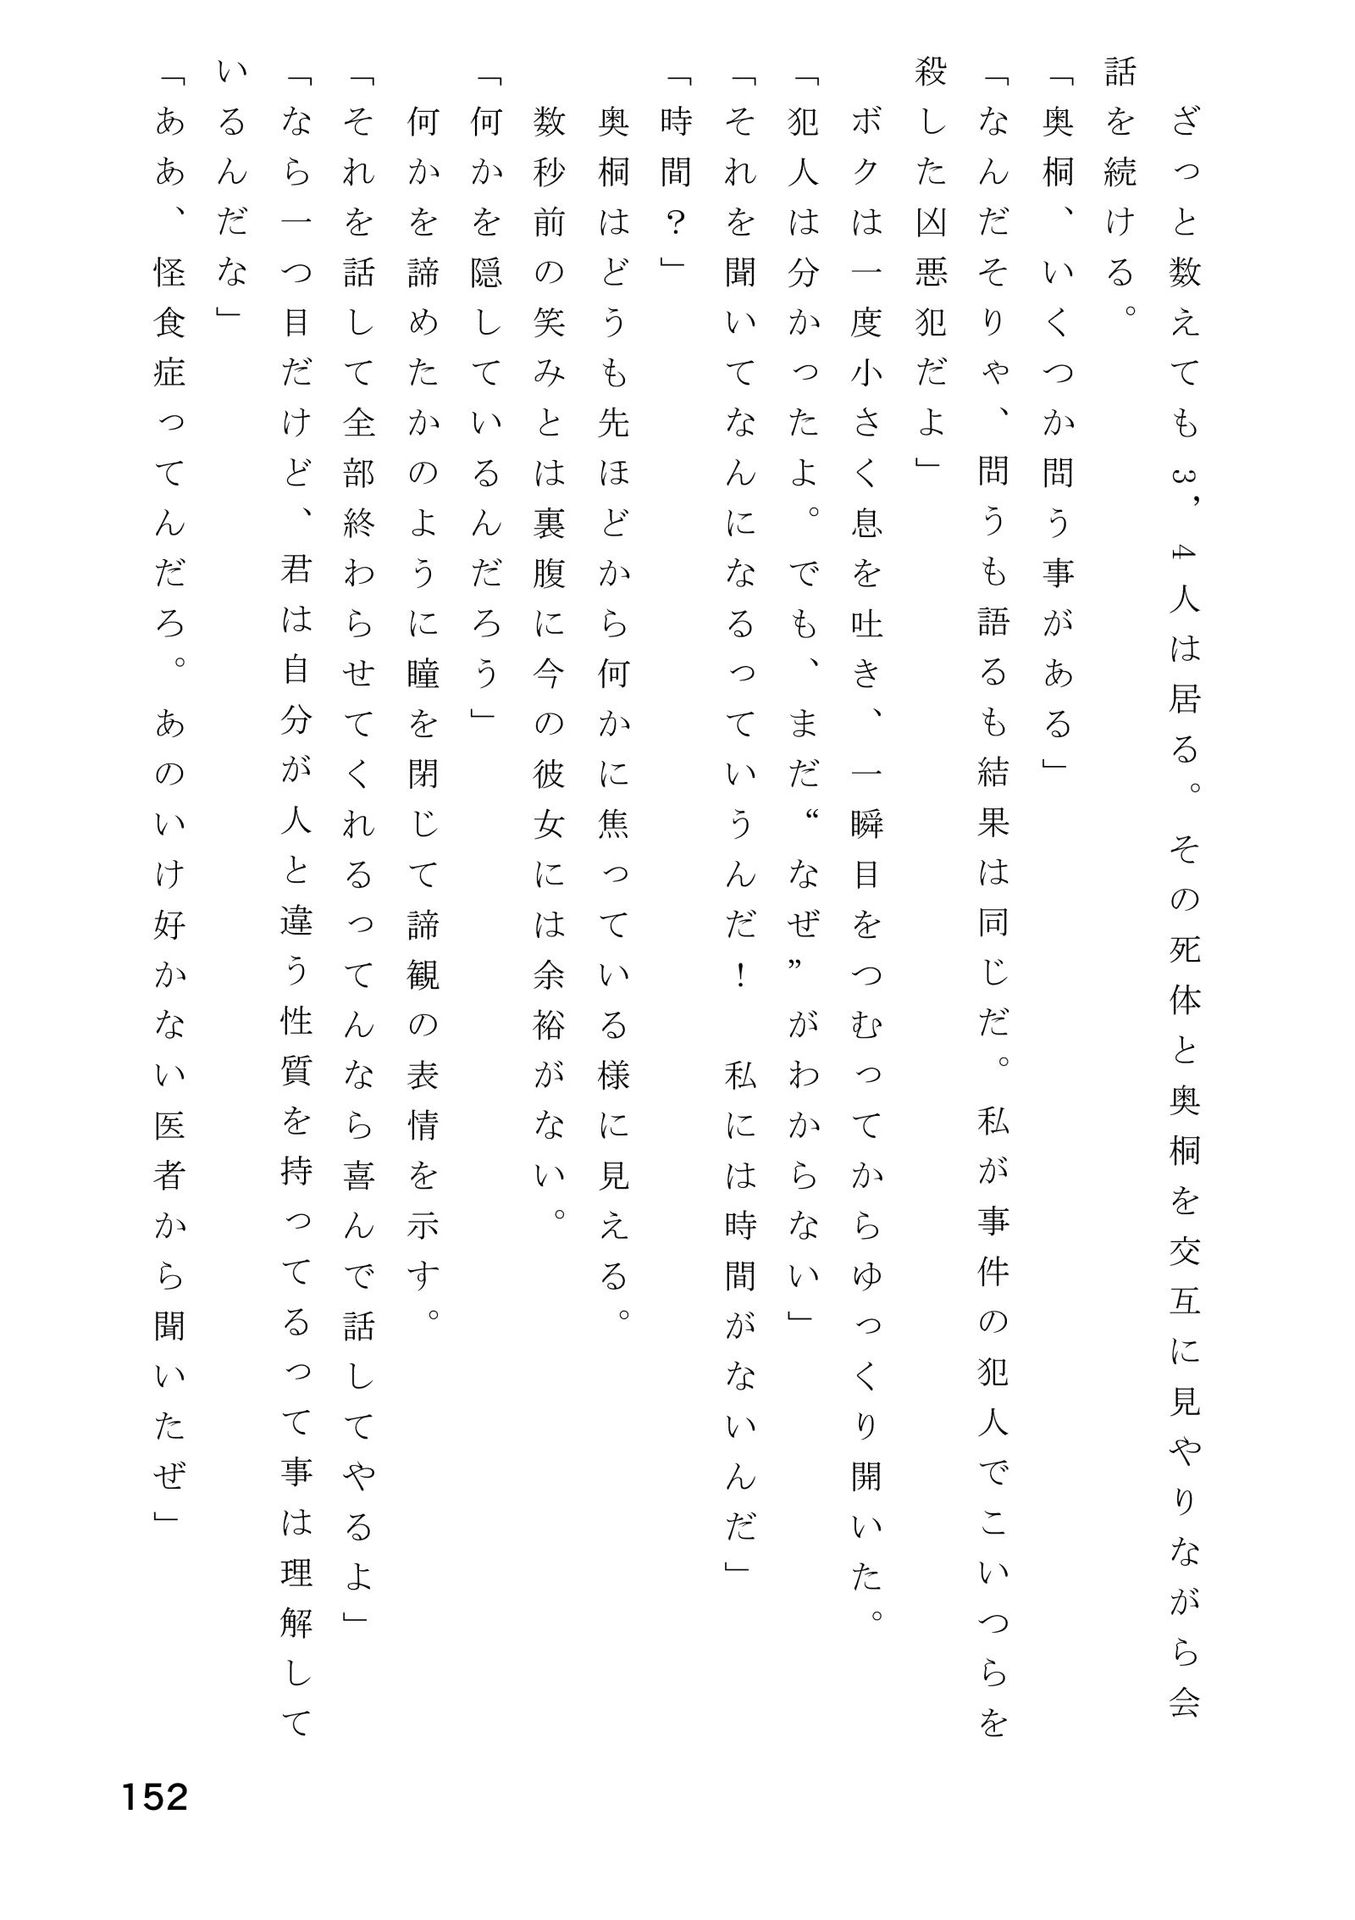 ざっと数えても3，4人は居る。その死体と奥桐を交互に見やりながら会
話を続ける。
「奥桐、いくつか問う事がある」
「なんだそりゃ、問うも語るも結果は同じだ。私が事件の犯人でこいつらを
殺した凶悪犯だよ」
　ボクは一度小さく息を吐き、一瞬目をつむってからゆっくり開いた。
「犯人は分かったよ。でも、まだ“なぜ”がわからない」
「それを聞いてなんになるっていうんだ！　私には時間がないんだ」
「時間？」
　奥桐はどうも先ほどから何かに焦っている様に見える。
　数秒前の笑みとは裏腹に今の彼女には余裕がない。
「何かを隠しているんだろう」
　何かを諦めたかのように瞳を閉じて諦観の表情を示す。
「それを話して全部終わらせてくれるってんなら喜んで話してやるよ」
「なら一つ目だけど、君は自分が人と違う性質を持ってるって事は理解して
いるんだな」
「ああ、怪食症ってんだろ。あのいけ好かない医者から聞いたぜ」
152